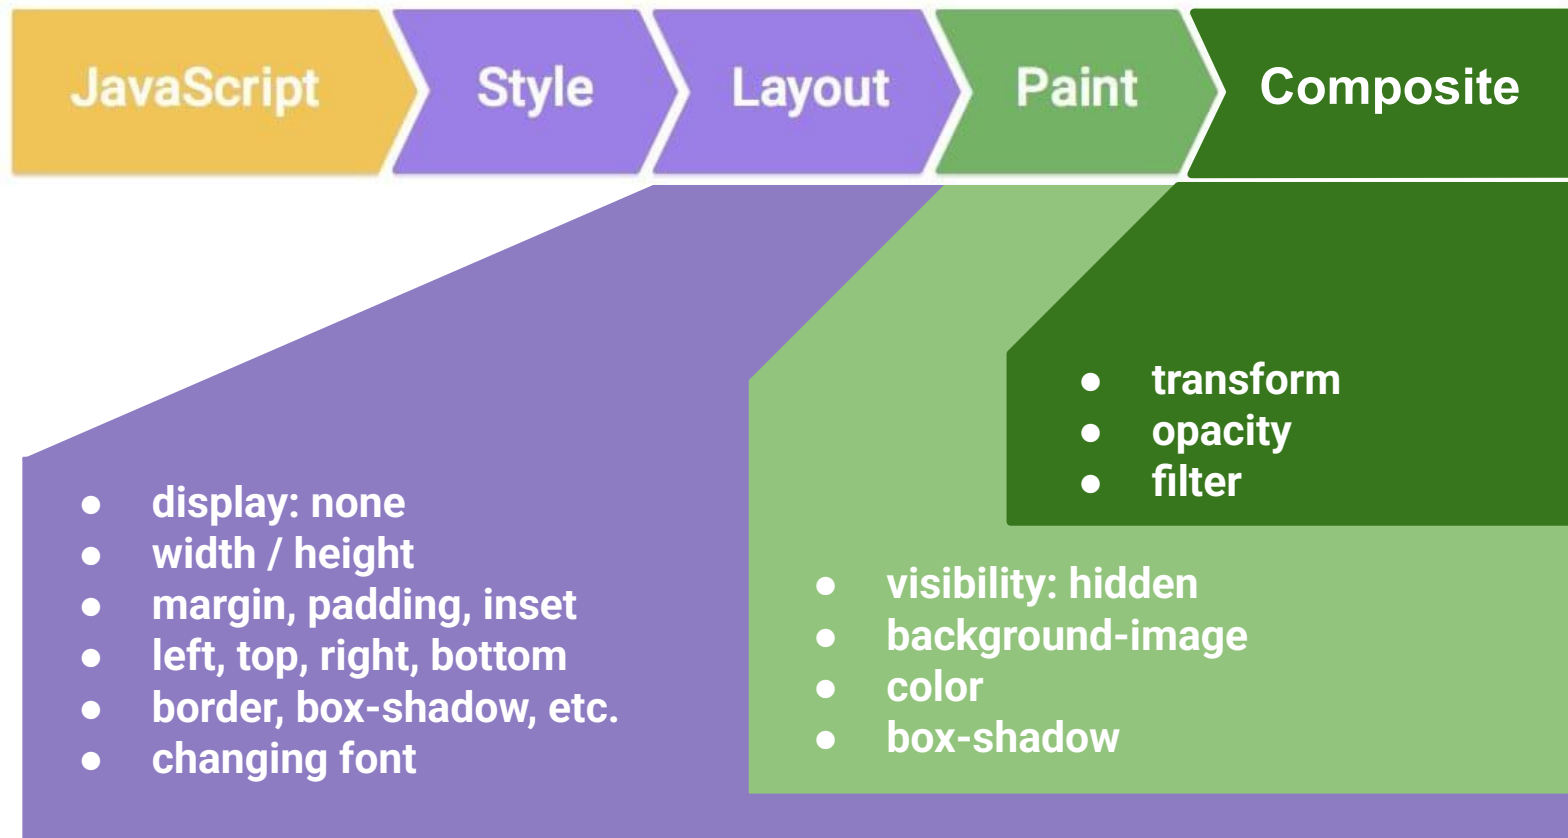 JavaScript Style Layout Paint Composite
● transform
● opacity
● filter
● display: none
● width / height
● margin, padding, inset
● left, top, right, bottom
● border, box-shadow, etc.
● changing font
● visibility: hidden
● background-image
● color
● box-shadow